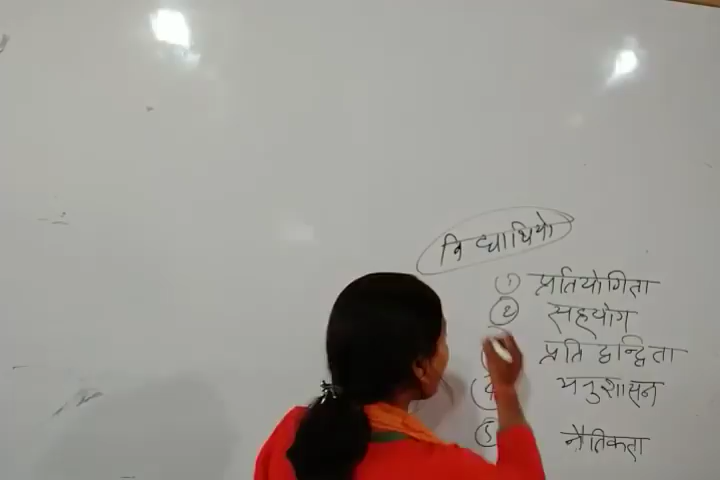 विद्यार्थियो
① प्रतियोगिता
② सहयोग
प्रति द्वन्द्विता
अनुशासन
⑤ नैतिकता